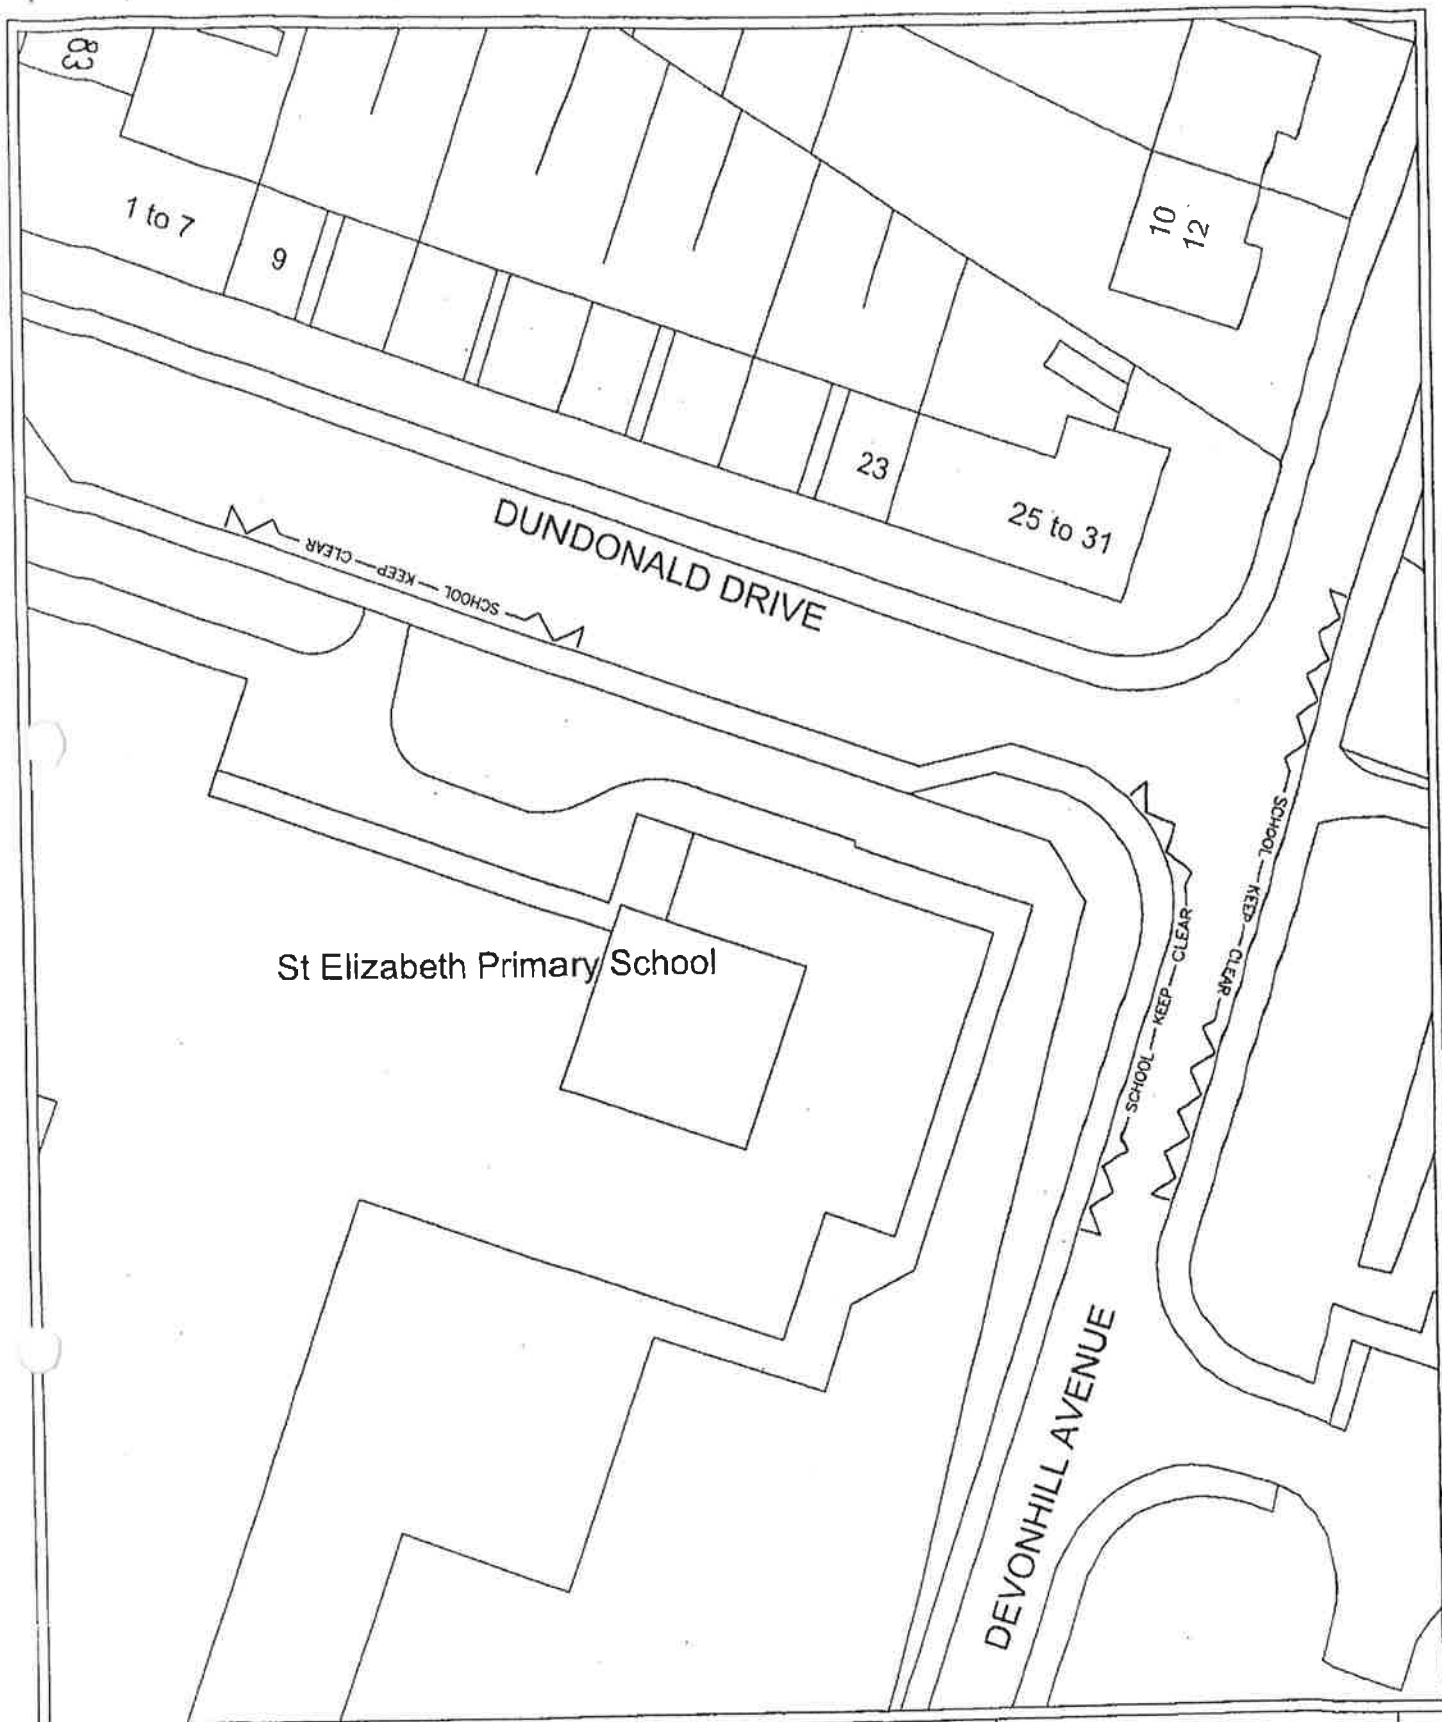 83
1 to 7
9
10
12
23
25 to 31
DUNDONALD DRIVE
SCHOOL — KEEP — CLEAR
SCHOOL — KEEP — CLEAR
SCHOOL — KEEP — CLEAR
St Elizabeth Primary School
DEVONHILL AVENUE